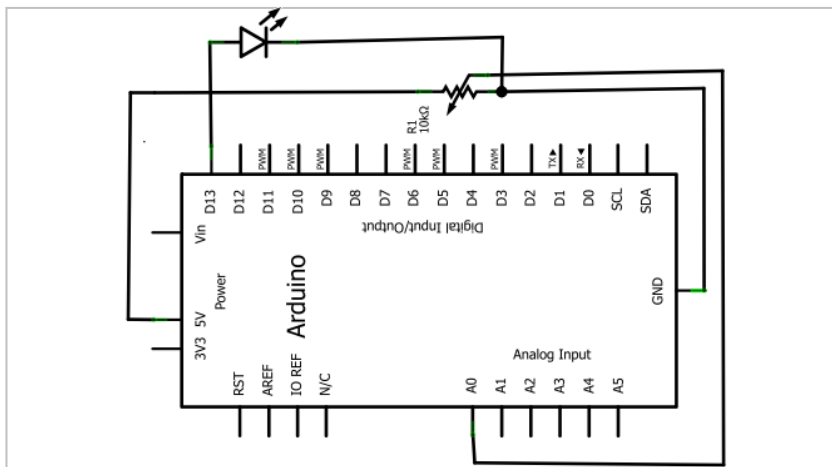 R1
10kΩ
D13
D12
PWM
D11
PWM
D10
PWM
D9
D8
D7
PWM
D6
PWM
D5
D4
PWM
D3
D2
TX▶
D1
RX◀
D0
SCL
SDA
Digital Input/Output
Vin
Power
5V
3V3
Arduino
GND
Analog Input
RST
AREF
IO REF
N/C
A0
A1
A2
A3
A4
A5